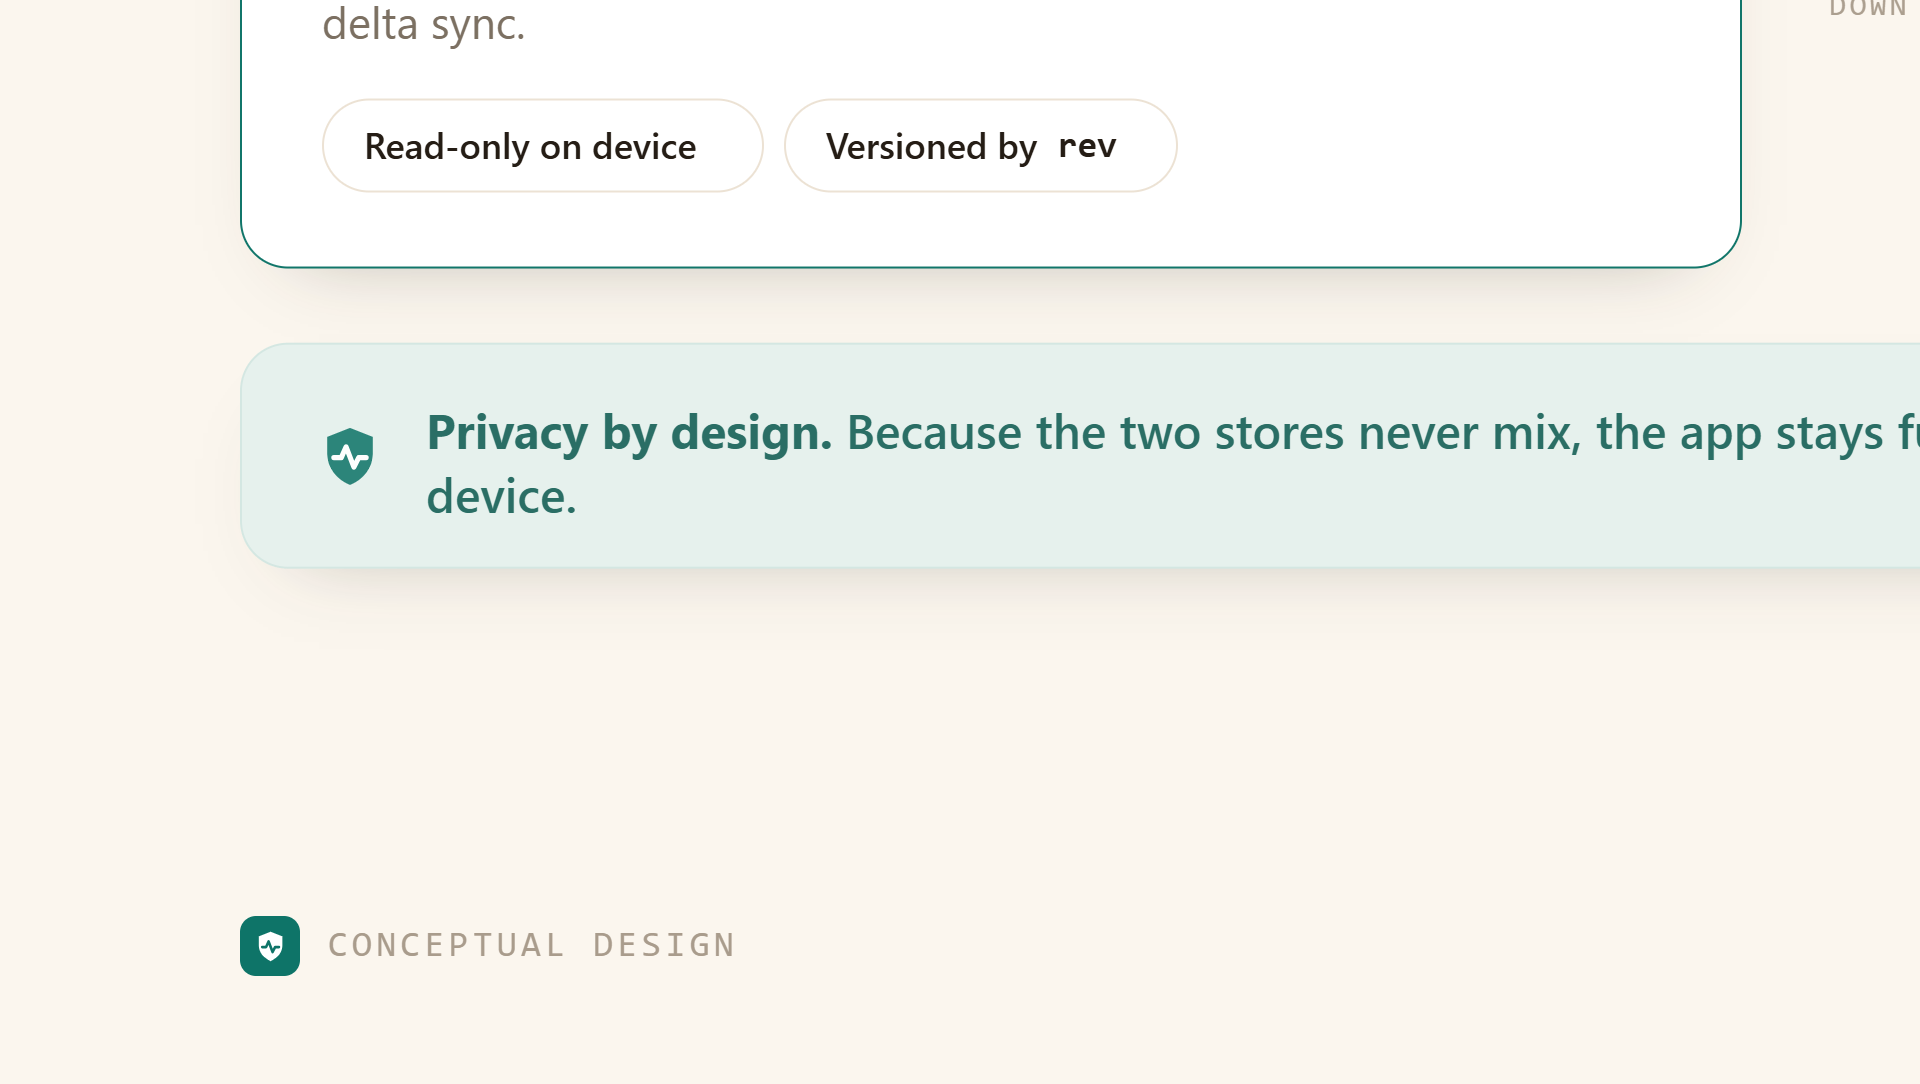 delta sync.
DOWN
Read-only on device
Versioned by rev
Privacy by design. Because the two stores never mix, the app stays
device.
CONCEPTUAL DESIGN